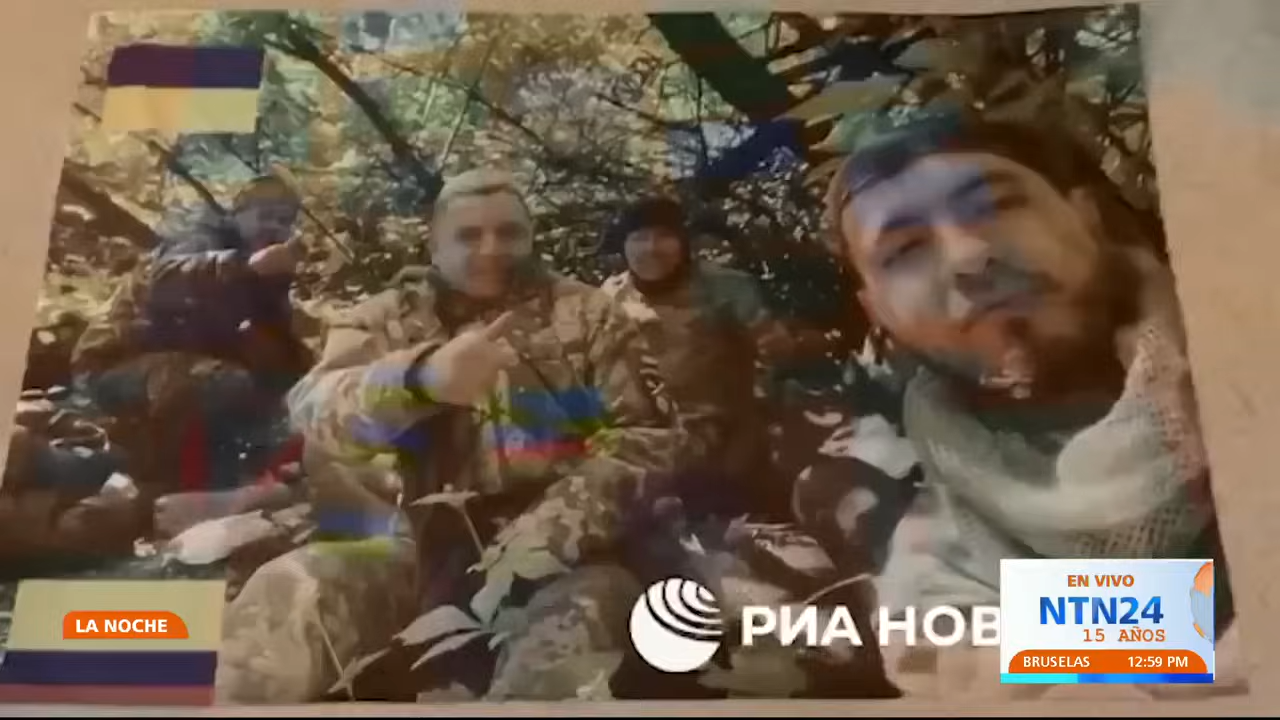 LA NOCHE
РИА НОВ
EN VIVO
NTN24
15 AÑOS
BRUSELAS 12:59 PM